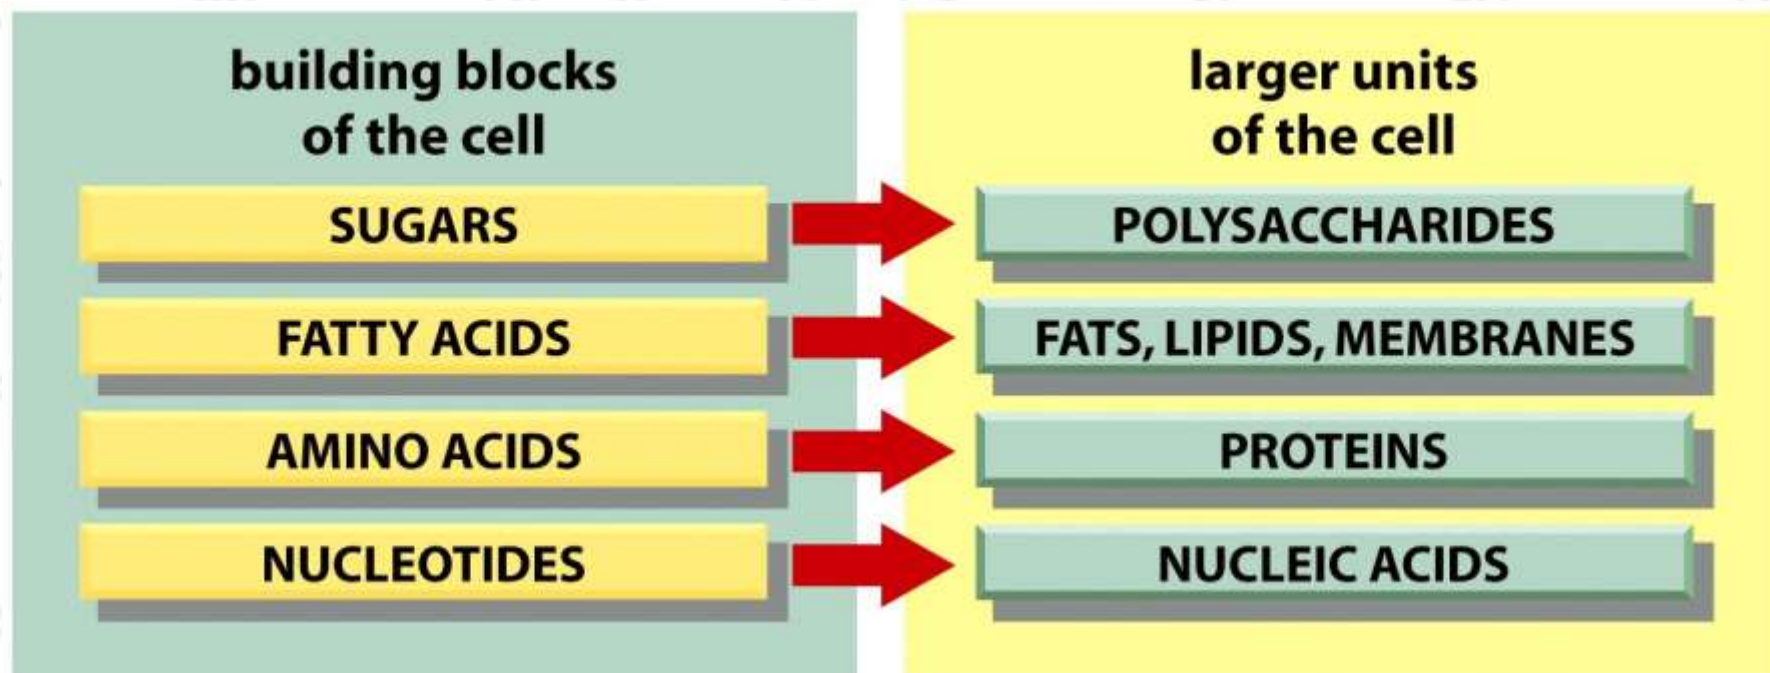 building blocks
of the cell
larger units
of the cell
SUGARS
POLYSACCHARIDES
FATTY ACIDS
FATS, LIPIDS, MEMBRANES
AMINO ACIDS
PROTEINS
NUCLEOTIDES
NUCLEIC ACIDS